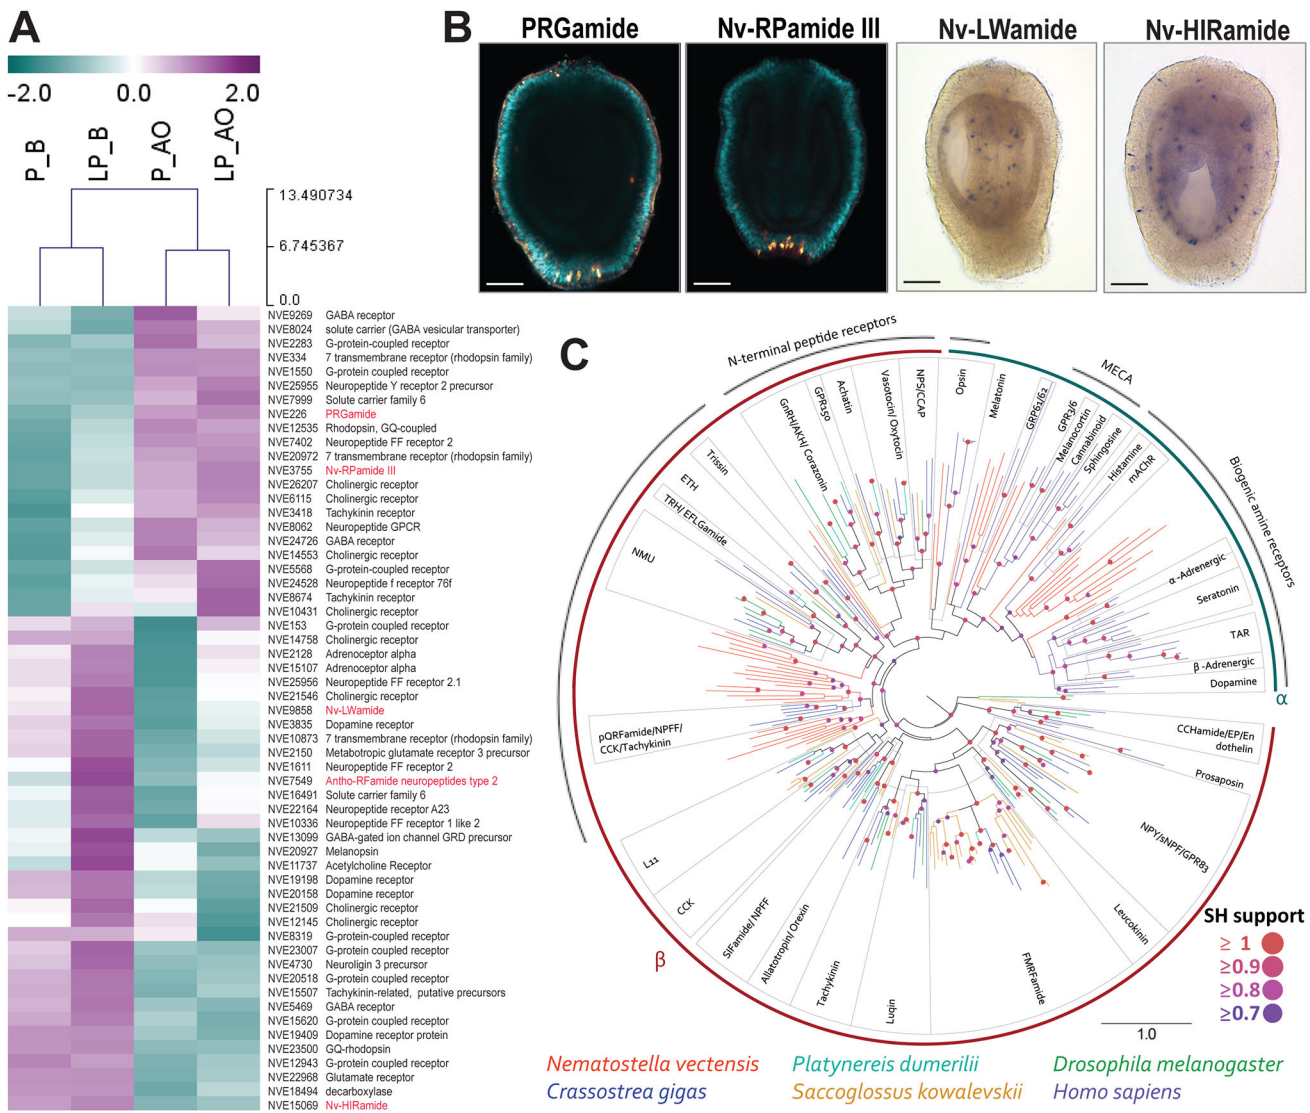 A
-2.0 0.0 2.0
P_B
LP_B
P_AO
LP_AO
13.490734
6.745367
0.0
NVE9269 GABA receptor
NVE8024 solute carrier (GABA vesicular transporter)
NVE2283 G-protein-coupled receptor
NVE334 7 transmembrane receptor (rhodopsin family)
NVE1550 G-protein coupled receptor
NVE25955 Neuropeptide Y receptor 2 precursor
NVE7999 Solute carrier family 6
NVE226 PRGamide
NVE12535 Rhodopsin, GQ-coupled
NVE7402 Neuropeptide FF receptor 2
NVE20972 7 transmembrane receptor (rhodopsin family)
NVE3755 Nv-RPamide III
NVE26207 Cholinergic receptor
NVE6115 Cholinergic receptor
NVE3418 Tachykinin receptor
NVE8062 Neuropeptide GPCR
NVE24726 GABA receptor
NVE14553 Cholinergic receptor
NVE5568 G-protein-coupled receptor
NVE24528 Neuropeptide f receptor 76f
NVE8674 Tachykinin receptor
NVE10431 Cholinergic receptor
NVE153 G-protein coupled receptor
NVE14758 Cholinergic receptor
NVE2128 Adrenoceptor alpha
NVE15107 Adrenoceptor alpha
NVE25956 Neuropeptide FF receptor 2.1
NVE21546 Cholinergic receptor
NVE9858 Nv-LWamide
NVE3835 Dopamine receptor
NVE10873 7 transmembrane receptor (rhodopsin family)
NVE2150 Metabotropic glutamate receptor 3 precursor
NVE1611 Neuropeptide FF receptor 2
NVE7549 Antho-RFamide neuropeptides type 2
NVE16491 Solute carrier family 6
NVE22164 Neuropeptide receptor A23
NVE10336 Neuropeptide FF receptor 1 like 2
NVE13099 GABA-gated ion channel GRD precursor
NVE20927 Melanopsin
NVE11737 Acetylcholine Receptor
NVE19198 Dopamine receptor
NVE20158 Dopamine receptor
NVE21509 Cholinergic receptor
NVE12145 Cholinergic receptor
NVE8319 G-protein-coupled receptor
NVE23007 G-protein coupled receptor
NVE4730 Neuroligin 3 precursor
NVE20518 G-protein coupled receptor
NVE15507 Tachykinin-related, putative precursors
NVE5469 GABA receptor
NVE15620 G-protein coupled receptor
NVE19409 Dopamine receptor protein
NVE23500 GQ-rhodopsin
NVE12943 G-protein coupled receptor
NVE22968 Glutamate receptor
NVE18494 decarboxylase
NVE15069 Nv-HIRamide
B
PRGamide
Nv-RPamide III
Nv-LWamide
Nv-HIRamide
C
N-terminal peptide receptors
MECA
Biogenic amine receptors
Trissin
ETH
TRH/ EFLGamide
NMU
GnRH/AKH/ Corazonin
GPR150
Achatin
Vasotocin/ Oxytocin
NPS/CCAP
Opsin
Melatonin
GRP61/62
GPR3/6
Melanocortin
Cannabinoid
Sphingosine
Histamine
mAChR
α-Adrenergic
Seratonin
TAR
β-Adrenergic
Dopamine
α
CCHamide/EP/En
dothelin
Prosaposin
NPY/sNPF/GPR83
Leucokinin
FMRFamide
Luqin
Tachykinin
Allatotropin/ Orexin
SIFamide/ NPFF
CCK
L11
pQRFamide/NPFF/
CCK/Tachykinin
β
SH support
≥ 1
≥0.9
≥0.8
≥0.7
1.0
Nematostella vectensis
Platynereis dumerilii
Drosophila melanogaster
Crassostrea gigas
Saccoglossus kowalevskii
Homo sapiens